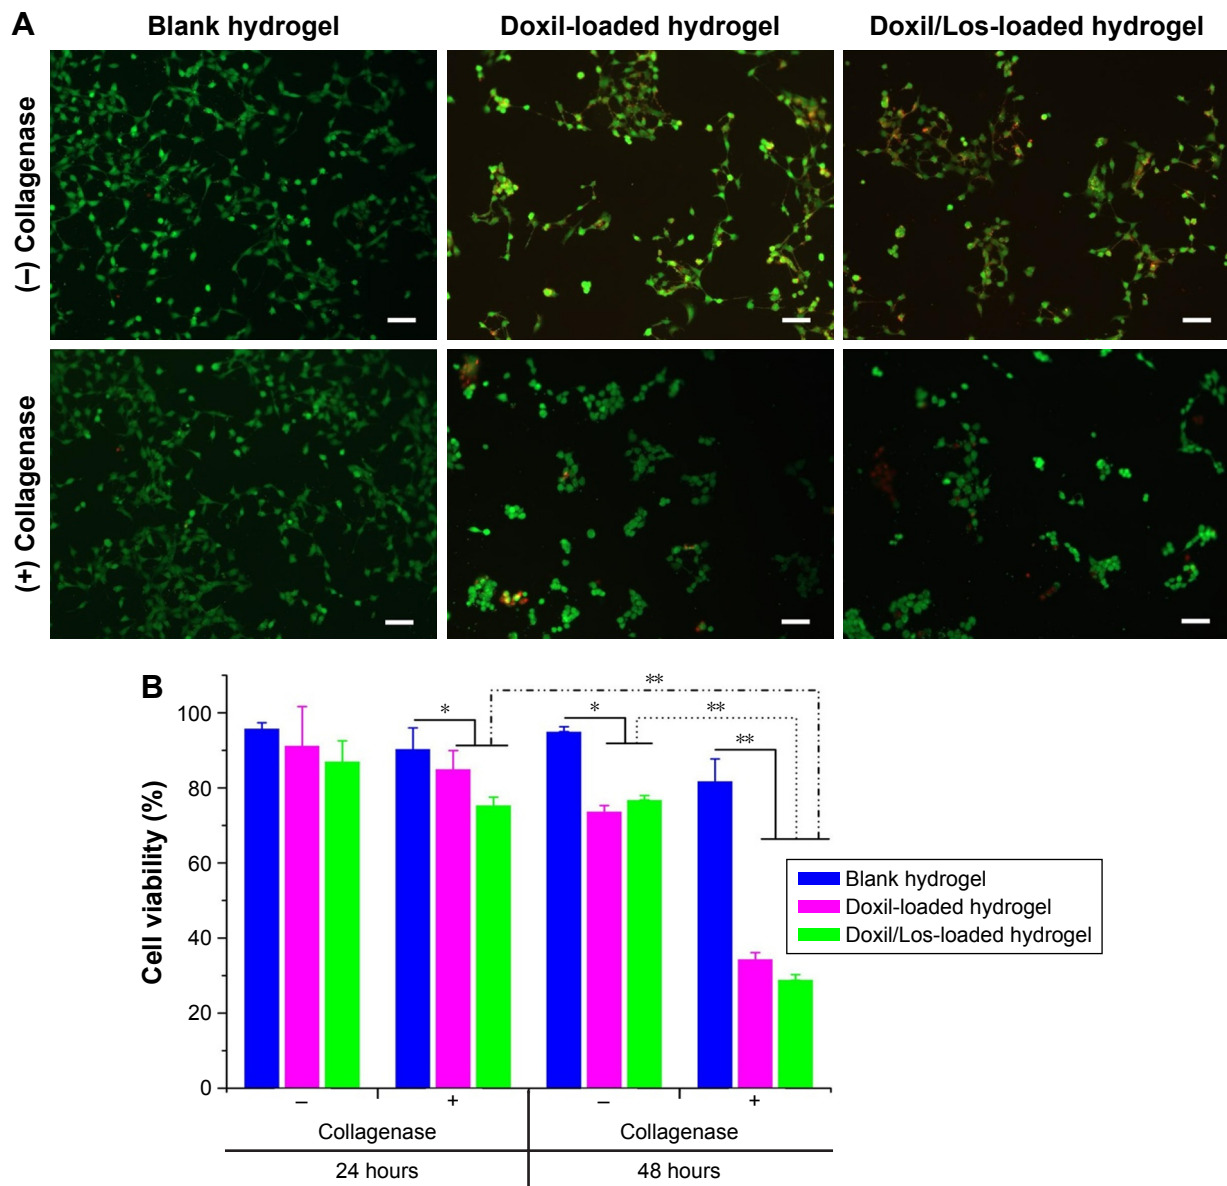 A
Blank hydrogel
Doxil-loaded hydrogel
Doxil/Los-loaded hydrogel
(–) Collagenase
(+) Collagenase
B
Cell viability (%)
100
80
60
40
20
0
*
*
**
**
**
Blank hydrogel
Doxil-loaded hydrogel
Doxil/Los-loaded hydrogel
– + – +
Collagenase Collagenase
24 hours 48 hours